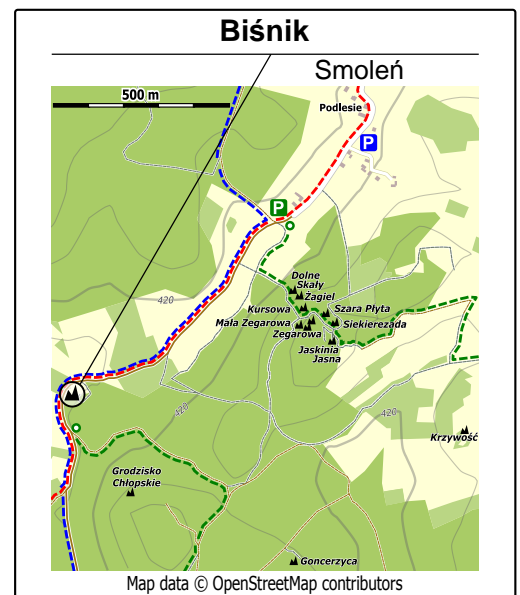 Biśnik
Smoleń
500 m
Podlesie
P
P
Dolne
Skały
Zagiel
420
Kursowa
Szara Płyta
Mała Zegarowa
Siekierezada
Zegarowa
Jaskinia
Jasna
420
420
Krzywość
Grodzisko
Chłopskie
Goncerzyca
Map data © OpenStreetMap contributors